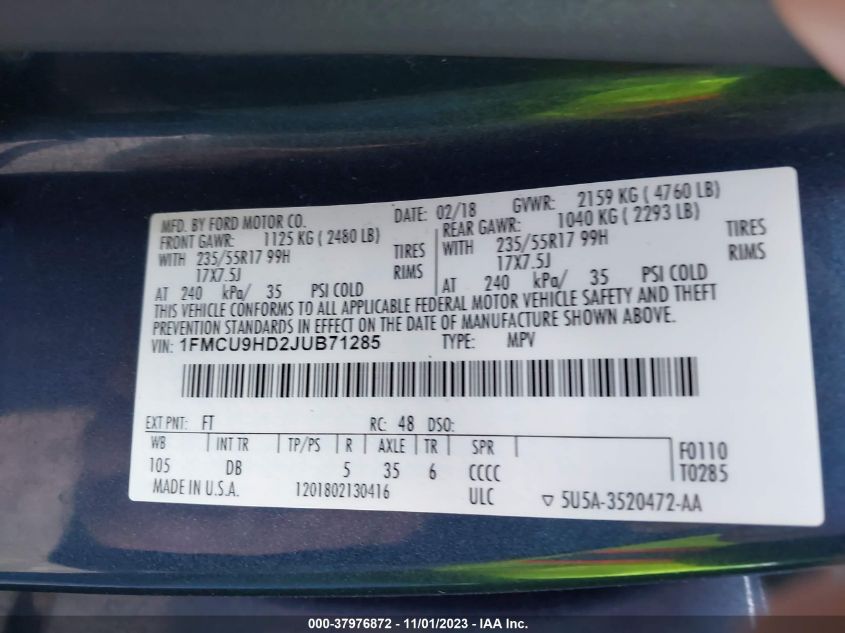 MFD. BY FORD MOTOR CO. DATE: 02/18 GVWR: 2159 KG ( 4760 LB)
FRONT GAWR: 1125 KG ( 2480 LB) REAR GAWR: 1040 KG ( 2293 LB)
WITH 235/55R17 99H TIRES WITH 235/55R17 99H TIRES
17X7.5J RIMS 17X7.5J RIMS
AT 240 kPa/ 35 PSI COLD AT 240 kPa/ 35 PSI COLD
THIS VEHICLE CONFORMS TO ALL APPLICABLE FEDERAL MOTOR VEHICLE SAFETY AND THEFT
PREVENTION STANDARDS IN EFFECT ON THE DATE OF MANUFACTURE SHOWN ABOVE.
VIN: 1FMCU9HD2JUB71285 TYPE: MPV
EXT PNT: FT RC: 48 DSO:
WB INT TR TP/PS R AXLE TR SPR F0110
105 DB 5 35 6 CCCC T0285
MADE IN U.S.A. 1201802130416 ULC ▽ 5U5A-3520472-AA
000-37976872 - 11/01/2023 - IAA Inc.